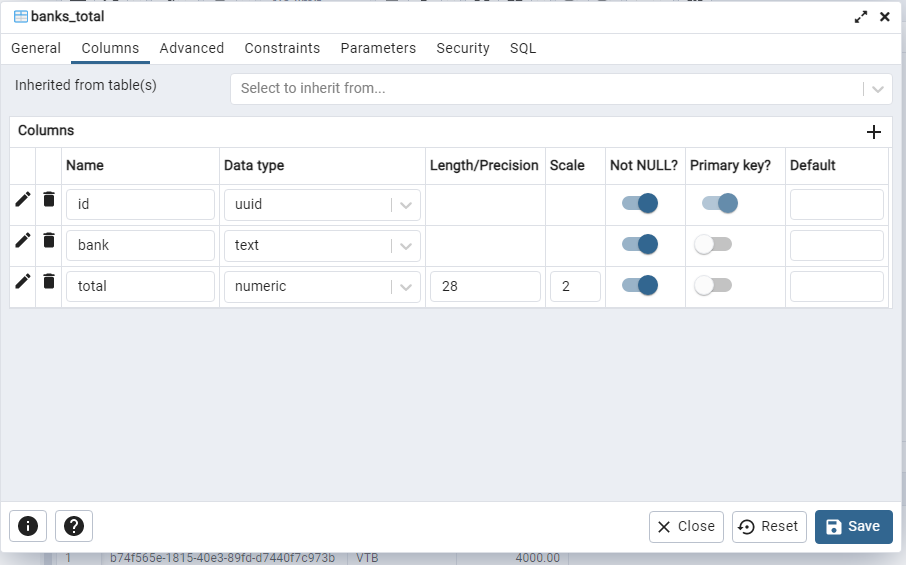 banks_total
General Columns Advanced Constraints Parameters Security SQL
Inherited from table(s) Select to inherit from...
Columns
Name Data type Length/Precision Scale Not NULL? Primary key? Default
id uuid
bank text
total numeric 28 2
Close Reset Save
1 b74f565e-1815-40e3-89fd-d7440f7c973b VTB 4000.00